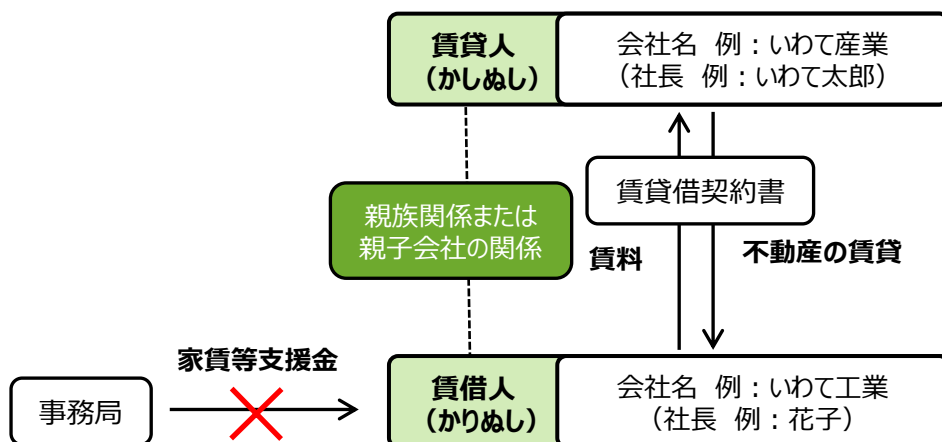 賃貸人
(かしぬし)
会社名 例：いわて産業
(社長 例：いわて太郎)
親族関係または
親子会社の関係
賃貸借契約書
賃料
不動産の賃貸
家賃等支援金
事務局
賃借人
(かりぬし)
会社名 例：いわて工業
(社長 例：花子)